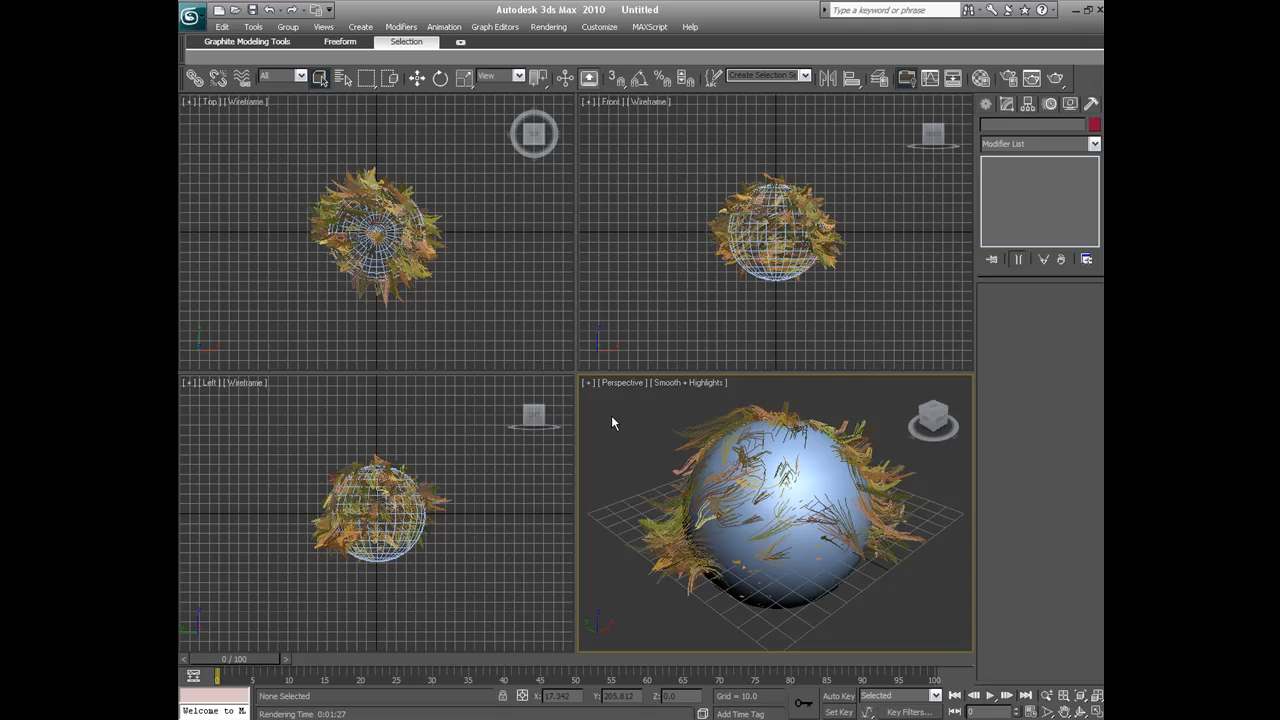 Autodesk 3ds Max 2010 Untitled
Type a keyword or phrase
Edit Tools Group Views Create Modifiers Animation Graph Editors Rendering Customize MAXScript Help
Graphite Modeling Tools Freeform Selection
All View Create Selection Se
[ + ] [ Top ] [ Wireframe ]
[ + ] [ Front ] [ Wireframe ]
Modifier List
TOP
[ + ] [ Left ] [ Wireframe ]
[ + ] [ Perspective ] [ Smooth + Highlights ]
0 / 100
0 5 10 15 20 25 30 35 40 45 50 55 60 65 70 75 80 85 90 95 100
None Selected X: 17.342 Y: 205.812 Z: 0.0 Grid = 10.0 Auto Key Selected
Welcome to M. Rendering Time 0:01:27 Add Time Tag Set Key Key Filters... 0